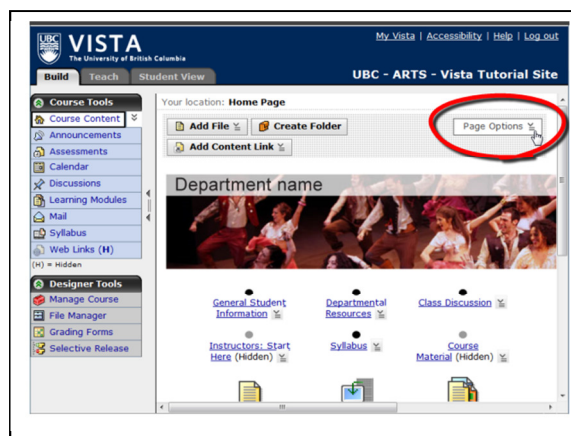 UBC
VISTA
The University of British Columbia
My Vista | Accessibility | Help | Log out
Build Teach Student View
UBC - ARTS - Vista Tutorial Site
Course Tools
Course Content
Announcements
Assessments
Calendar
Discussions
Learning Modules
Mail
Syllabus
Web Links (H)
(H) = Hidden
Designer Tools
Manage Course
File Manager
Grading Forms
Selective Release
Your location: Home Page
Add File
Create Folder
Page Options
Add Content Link
Department name
General Student
Information
Departmental
Resources
Class Discussion
Instructors: Start
Here (Hidden)
Syllabus
Course
Material (Hidden)